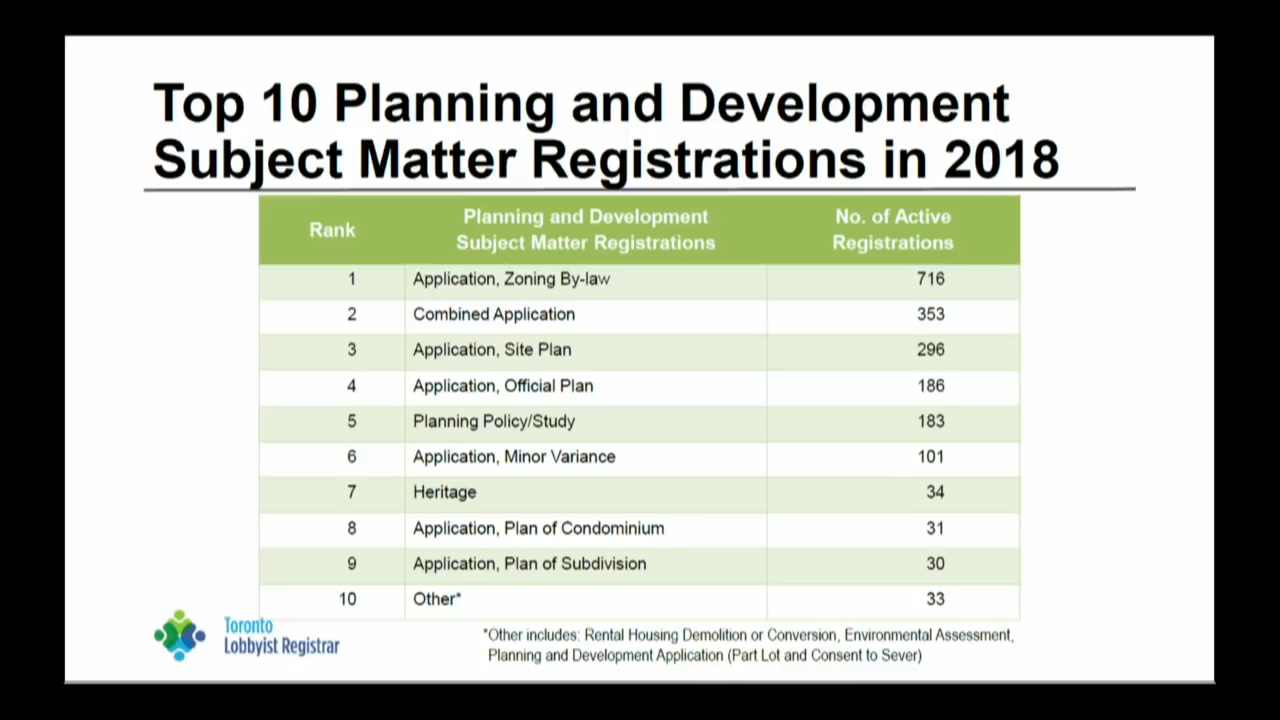 Top 10 Planning and Development
Subject Matter Registrations in 2018
Rank Planning and Development Subject Matter Registrations No. of Active Registrations
1 Application, Zoning By-law 716
2 Combined Application 353
3 Application, Site Plan 296
4 Application, Official Plan 186
5 Planning Policy/Study 183
6 Application, Minor Variance 101
7 Heritage 34
8 Application, Plan of Condominium 31
9 Application, Plan of Subdivision 30
10 Other* 33
Toronto
Lobbyist Registrar
*Other includes: Rental Housing Demolition or Conversion, Environmental Assessment,
Planning and Development Application (Part Lot and Consent to Sever)